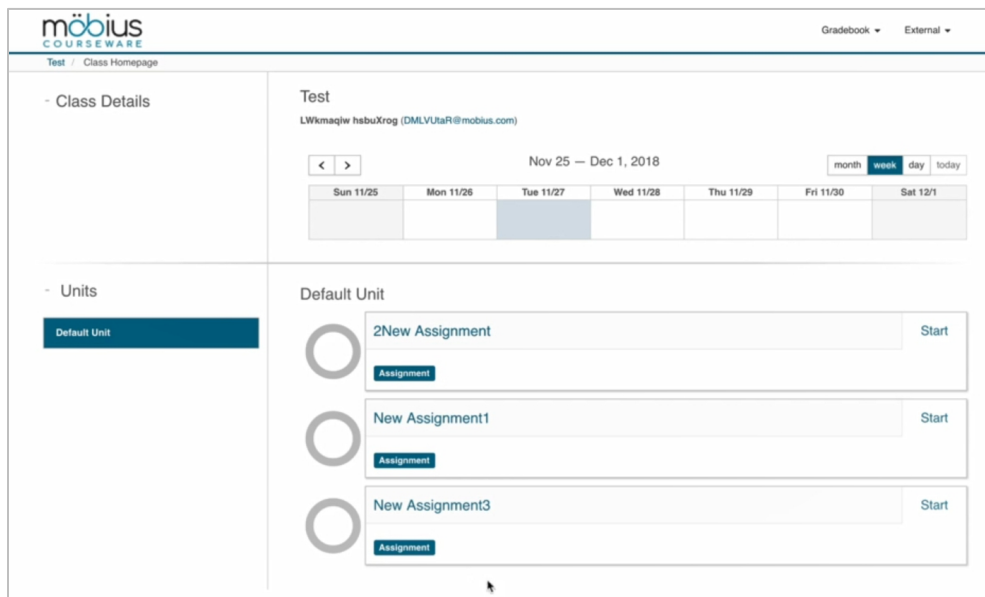 möbius
COURSEWARE
Gradebook
External
Test / Class Homepage
- Class Details
Test
LWkmaqiw hsbuXrog (DMLVUtaR@mobius.com)
Nov 25 — Dec 1, 2018
month week day today
Sun 11/25 Mon 11/26 Tue 11/27 Wed 11/28 Thu 11/29 Fri 11/30 Sat 12/1
- Units
Default Unit
Default Unit
2New Assignment Start
Assignment
New Assignment1 Start
Assignment
New Assignment3 Start
Assignment